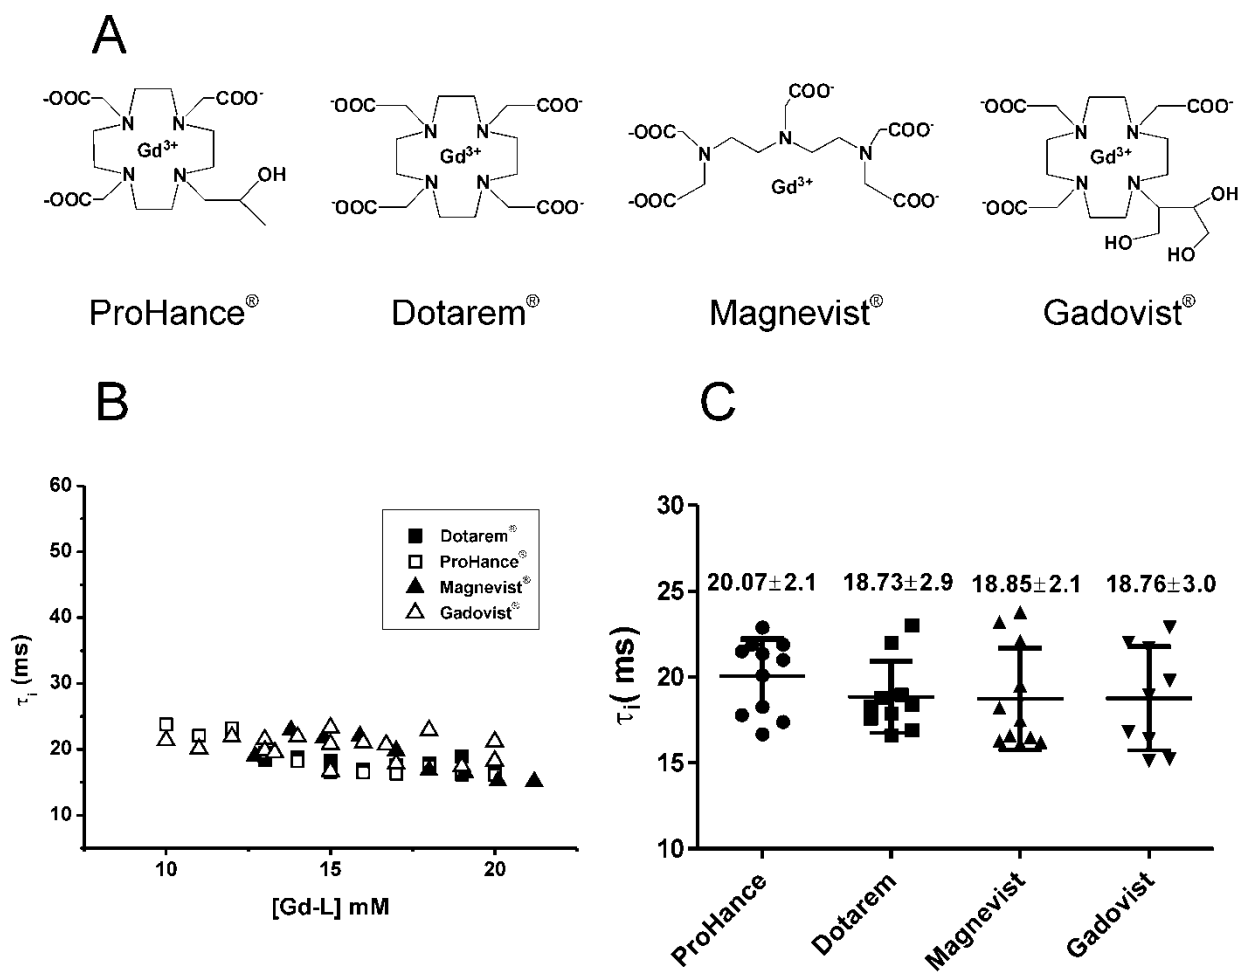 A
-OOC COO- -OOC COO- COO- -OOC COO-
N N N N -OOC N COO- N N
Gd3+ Gd3+ N N Gd3+
N N OH N N Gd3+ N N
-OOC -OOC COO- -OOC COO- -OOC OH
HO HO
ProHance® Dotarem® Magnevist® Gadovist®
B
C
60
50
40
30
20
10
τi (ms)
Dotarem®
ProHance®
Magnevist®
Gadovist®
10 15 20
[Gd-L] mM
30
25
20
15
10
τi( ms)
20.07±2.1 18.73±2.9 18.85±2.1 18.76±3.0
ProHance
Dotarem
Magnevist
Gadovist